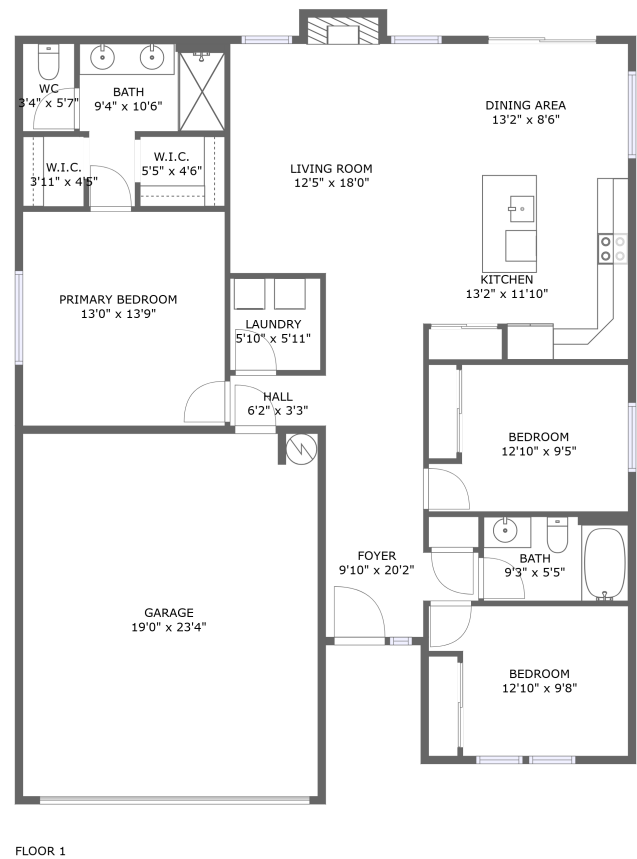 WC
3'4" x 5'7"
BATH
9'4" x 10'6"
DINING AREA
13'2" x 8'6"
W.I.C.
3'11" x 4'5"
W.I.C.
5'5" x 4'6"
LIVING ROOM
12'5" x 18'0"
KITCHEN
13'2" x 11'10"
PRIMARY BEDROOM
13'0" x 13'9"
LAUNDRY
5'10" x 5'11"
HALL
6'2" x 3'3"
BEDROOM
12'10" x 9'5"
FOYER
9'10" x 20'2"
BATH
9'3" x 5'5"
GARAGE
19'0" x 23'4"
BEDROOM
12'10" x 9'8"
FLOOR 1